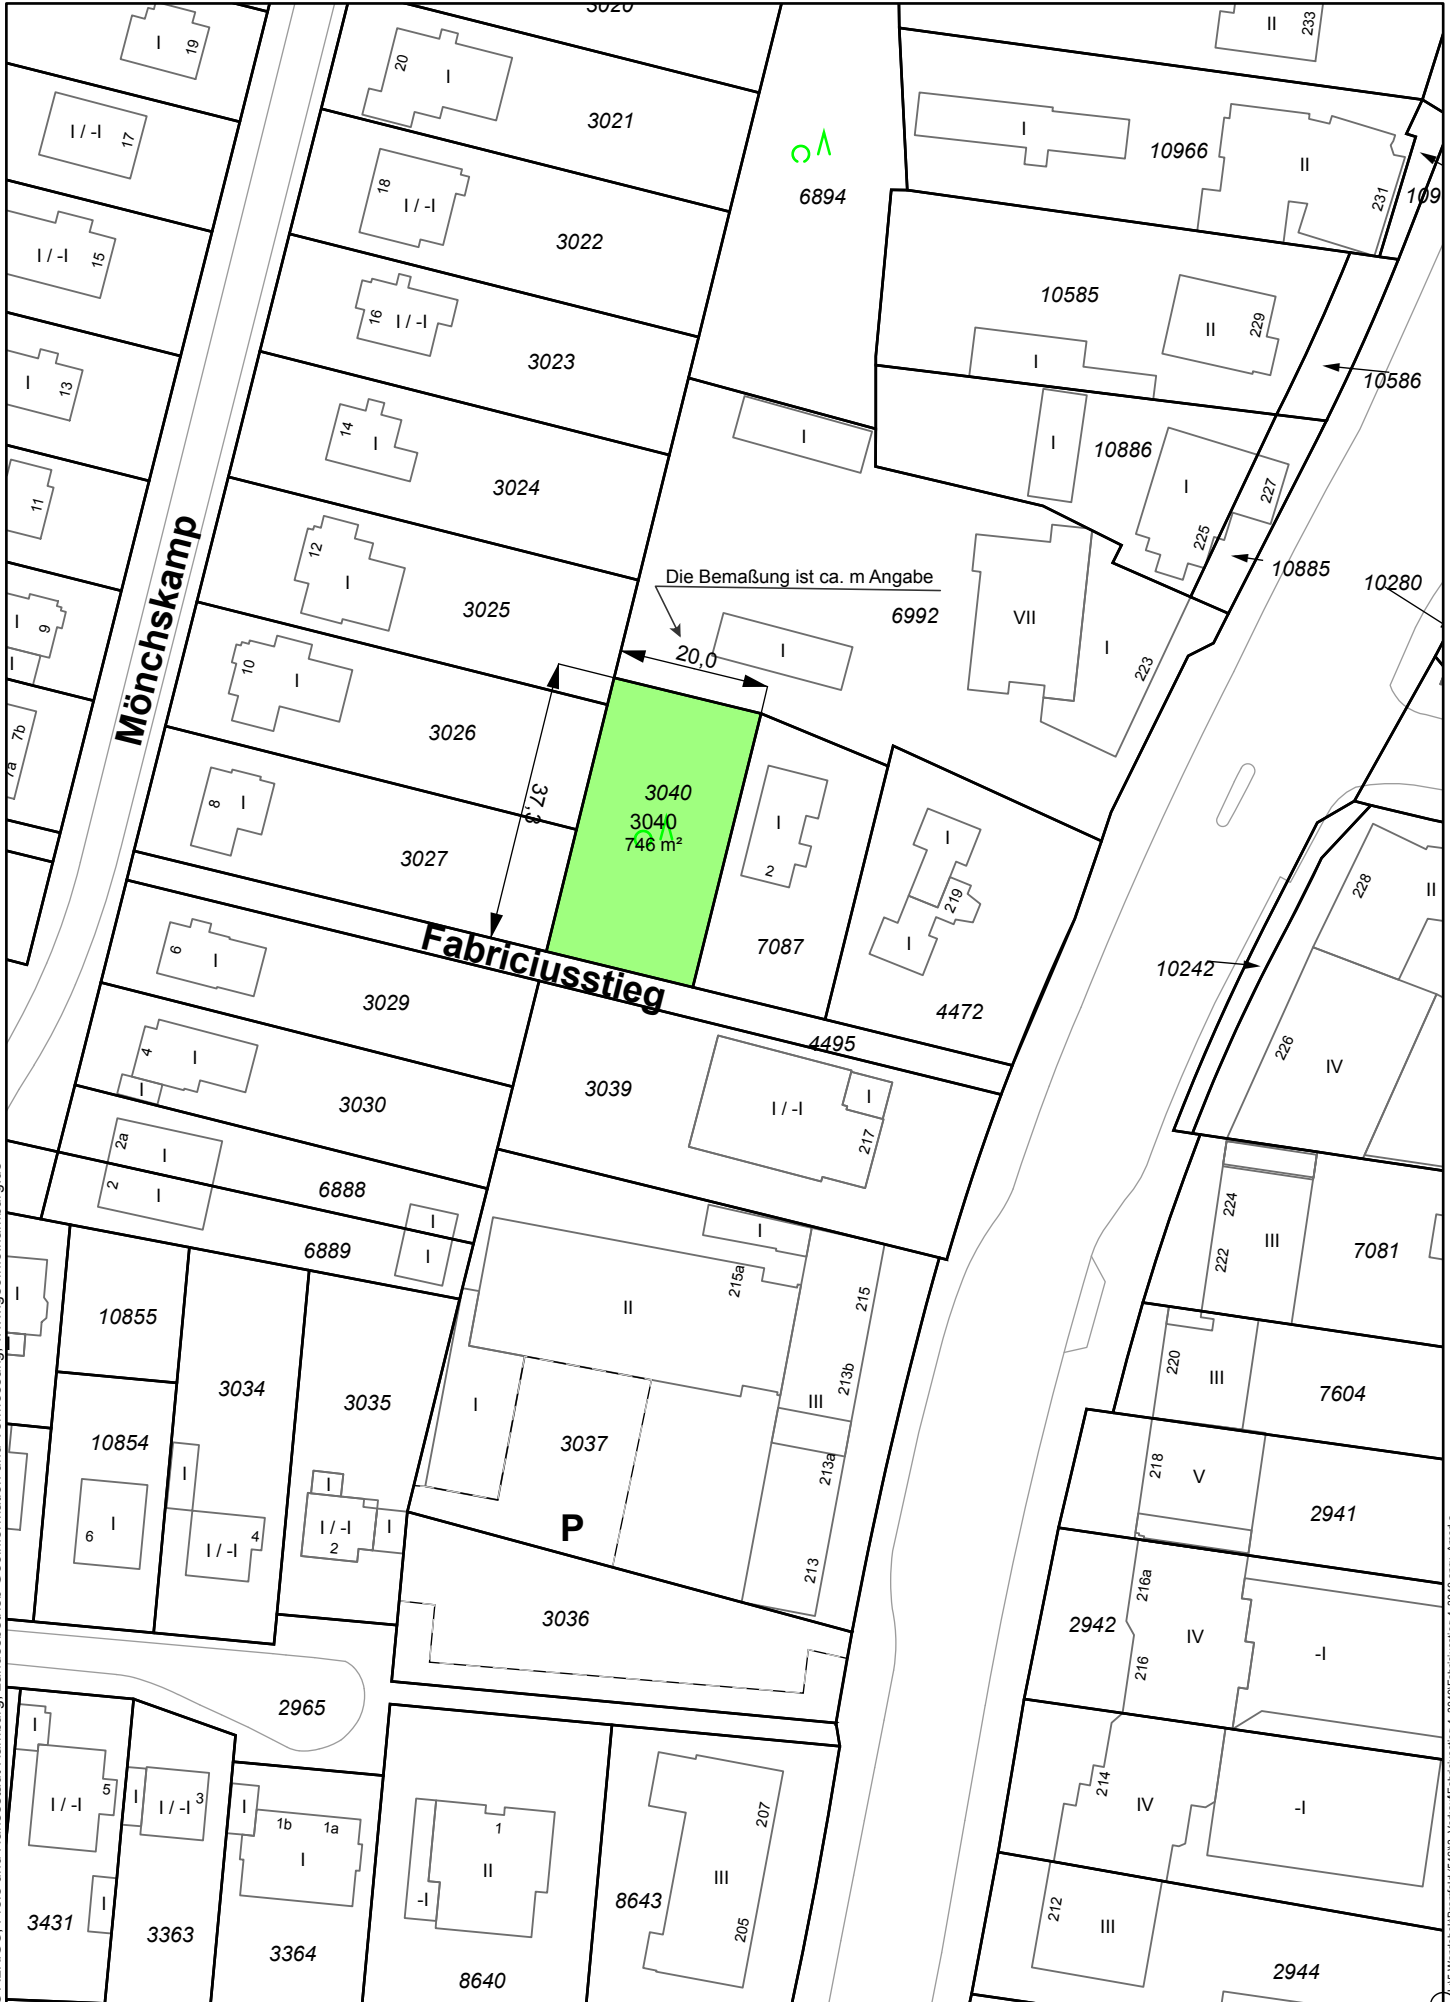 3020
II
233
I
19
20
I
3021
I / -I
17
I
10966
II
231
109
6894
18
I / -I
3022
I / -I
15
10585
II
229
I
10586
16
I / -I
3023
I
13
14
I
3024
I
I
10886
I
227
225
10885
10280
11
12
I
3025
Die Bemaßung ist ca. m Angabe
6992
VII
I
223
I
20,0
I
9
I
Mönchskamp
10
I
3026
7b
7a
37,3
3040
3040
746 m²
I
2
7087
I
219
I
4472
8
I
3027
228
II
10242
226
IV
Fabriciusstieg
4495
6
I
3029
4
I
I
3030
3039
I / -I
I
217
2a
I
2
I
6888
I
I
6889
I
215a
II
215
213b
III
213a
213
224
222
III
7081
I
I
10855
3034
3035
I
3037
220
III
7604
10854
I
6
I
I / -I
4
I
I / -I
2
I
P
218
V
2941
3036
216a
2942
IV
216
-I
2965
I
I / -I
5
I
I / -I
3
I
1b
1a
I
1
II
-I
207
III
205
214
IV
-I
3431
I
3363
3364
8640
8643
212
III
2944